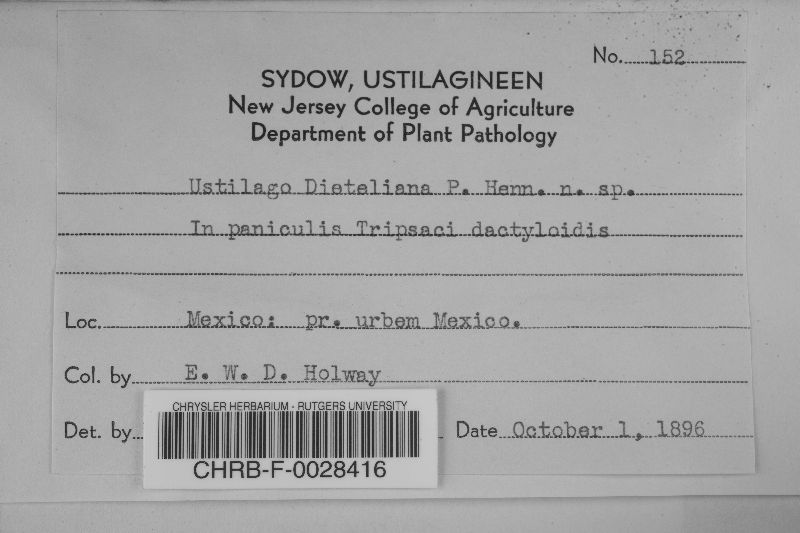 No. 152
SYDOW, USTILAGINEEN
New Jersey College of Agriculture
Department of Plant Pathology
Ustilago Dieteliana P. Henn. n. sp.
In paniculis Tripsaci dactyloidis
Loc. Mexico: pr. urbem Mexico.
Col. by E. W. D. Holway
Det. by
Date October 1, 1896
CHRYSLER HERBARIUM - RUTGERS UNIVERSITY
CHRB-F-0028416